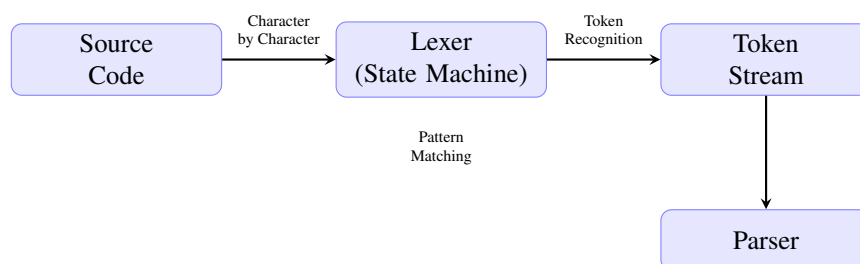 Source
Code
Character
by Character
Lexer
(State Machine)
Token
Recognition
Token
Stream
Pattern
Matching
Parser